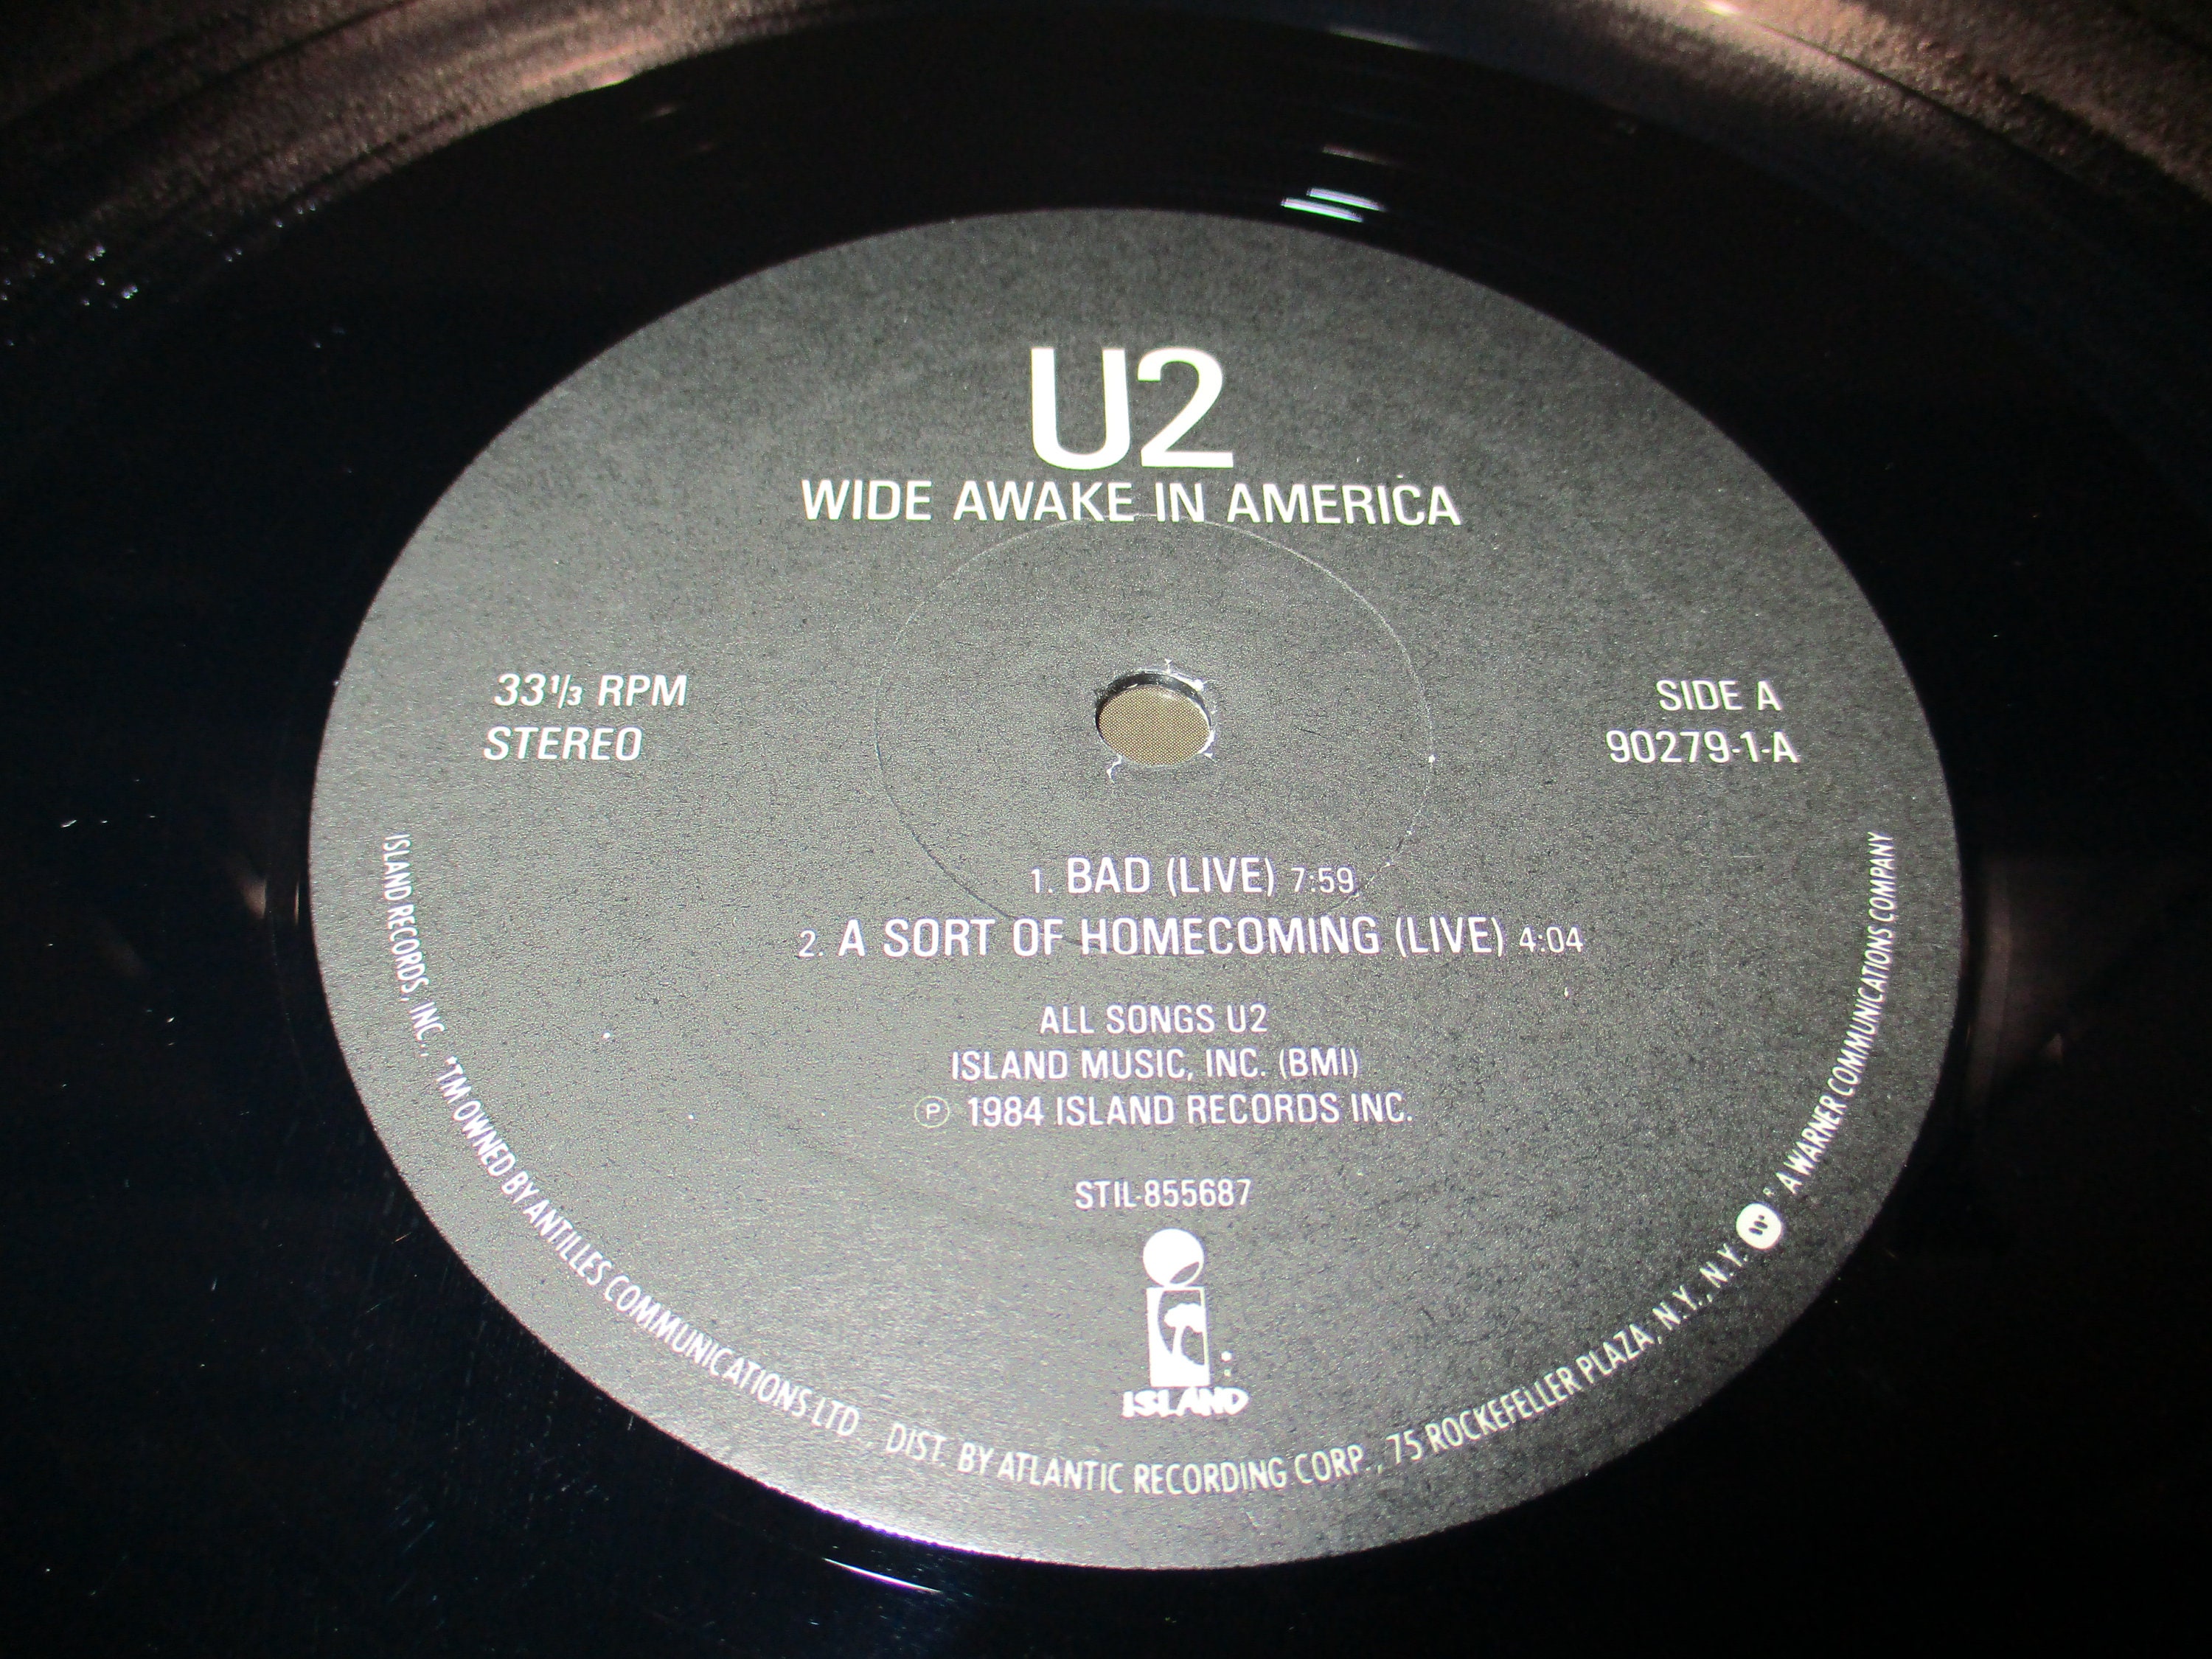 U2
WIDE AWAKE IN AMERICA
33⅓ RPM
STEREO
SIDE A
90279-1-A
1. BAD (LIVE) 7:59
2. A SORT OF HOMECOMING (LIVE) 4:04
ALL SONGS U2
ISLAND MUSIC, INC. (BMI)
Ⓟ 1984 ISLAND RECORDS INC.
STIL-855687
ISLAND
ISLAND RECORDS, INC., *TM OWNED BY ANTILLES COMMUNICATIONS LTD., DIST. BY ATLANTIC RECORDING CORP., 75 ROCKEFELLER PLAZA, N.Y., N.Y. ® A WARNER COMMUNICATIONS COMPANY